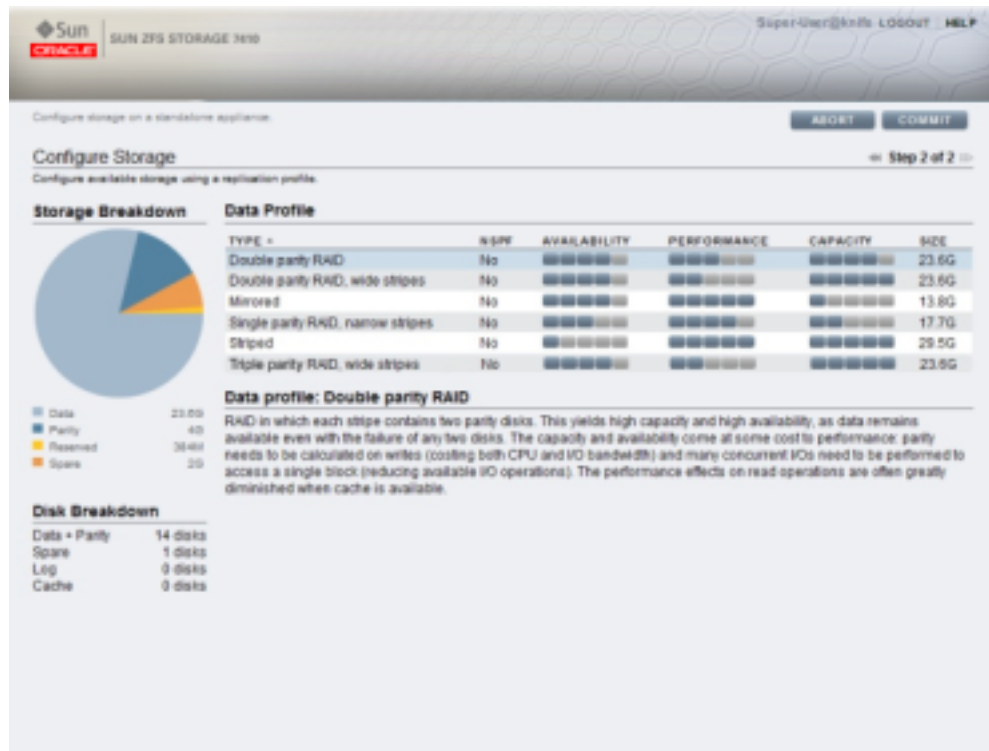 Sun
ORACLE
SUN ZFS STORAGE 7410
Super-User@knife LOGOUT HELP
Configure storage on a standalone appliance.
ABORT COMMIT
Configure Storage
Step 2 of 2
Configure available storage using a replication profile.
Storage Breakdown
Data 23.6G
Parity 4G
Reserved 384M
Spare 2G
Disk Breakdown
Data + Parity 14 disks
Spare 1 disks
Log 0 disks
Cache 0 disks
Data Profile
TYPE NSPF AVAILABILITY PERFORMANCE CAPACITY SIZE
Double parity RAID No 23.6G
Double parity RAID, wide stripes No 23.6G
Mirrored No 13.8G
Single parity RAID, narrow stripes No 17.7G
Striped No 29.5G
Triple parity RAID, wide stripes No 23.6G
Data profile: Double parity RAID
RAID in which each stripe contains two parity disks. This yields high capacity and high availability, as data remains
available even with the failure of any two disks. The capacity and availability come at some cost to performance: parity
needs to be calculated on writes (costing both CPU and I/O bandwidth) and many concurrent I/Os need to be performed to
access a single block (reducing available I/O operations). The performance effects on read operations are often greatly
diminished when cache is available.